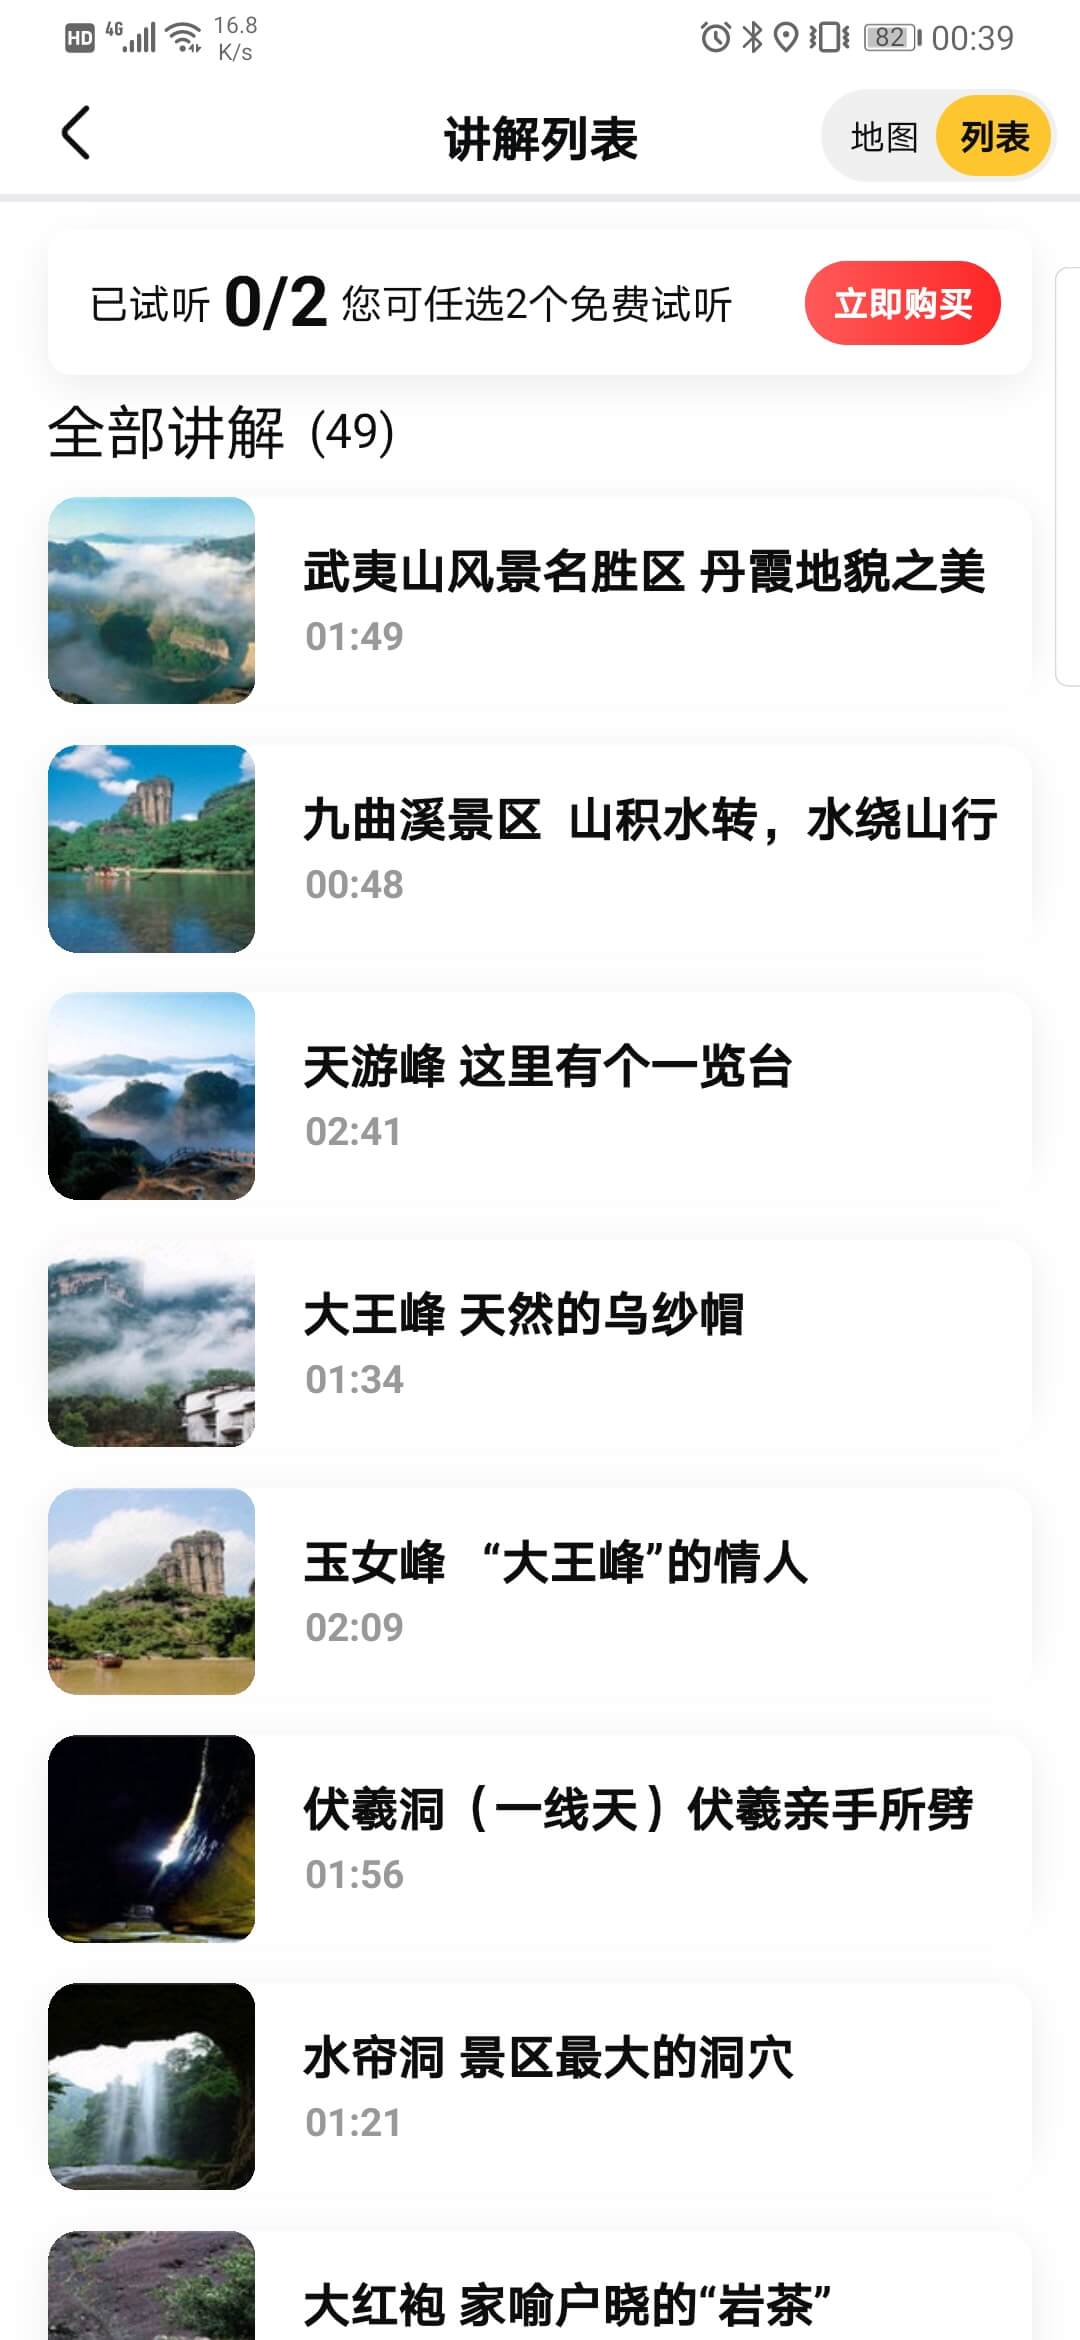 HD 4G 16.8 K/s 82 00:39
讲解列表 地图 列表
已试听 0/2 您可任选2个免费试听 立即购买
全部讲解 (49)
武夷山风景名胜区 丹霞地貌之美
01:49
九曲溪景区 山积水转，水绕山行
00:48
天游峰 这里有个一览台
02:41
大王峰 天然的乌纱帽
01:34
玉女峰 “大王峰”的情人
02:09
伏羲洞（一线天）伏羲亲手所劈
01:56
水帘洞 景区最大的洞穴
01:21
大红袍 家喻户晓的“岩茶”